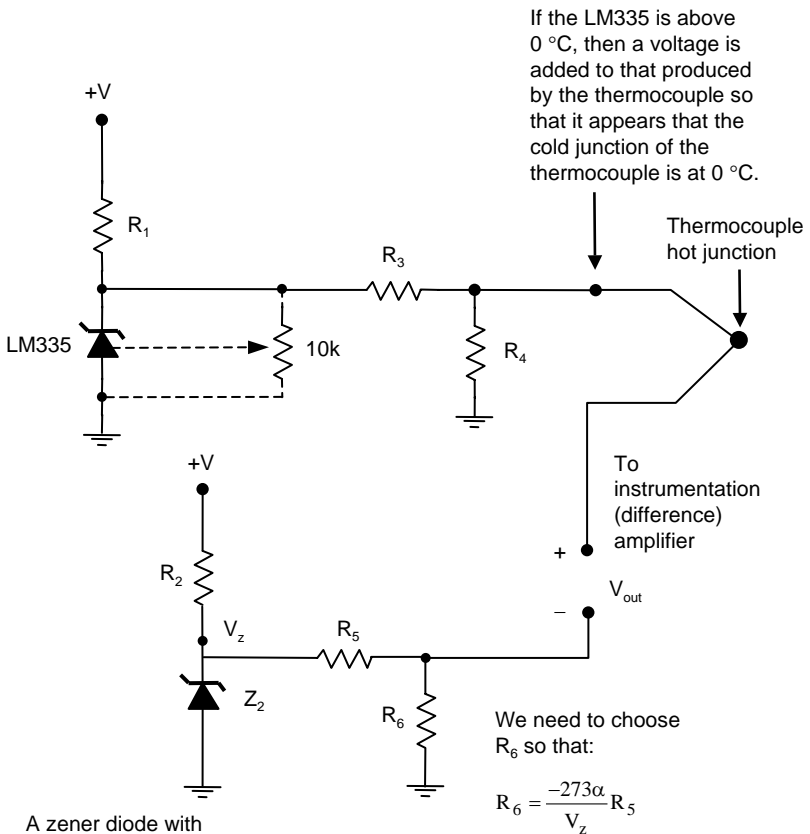 If the LM335 is above
0 °C, then a voltage is
added to that produced
by the thermocouple so
that it appears that the
cold junction of the
thermocouple is at 0 °C.
+V
R1
Thermocouple
hot junction
R3
LM335
10k
R4
+V
To
instrumentation
(difference)
amplifier
R2
+
Vout
Vz
R5
−
Z2
R6
We need to choose
R6 so that:
R6 = −273α / Vz R5
A zener diode with